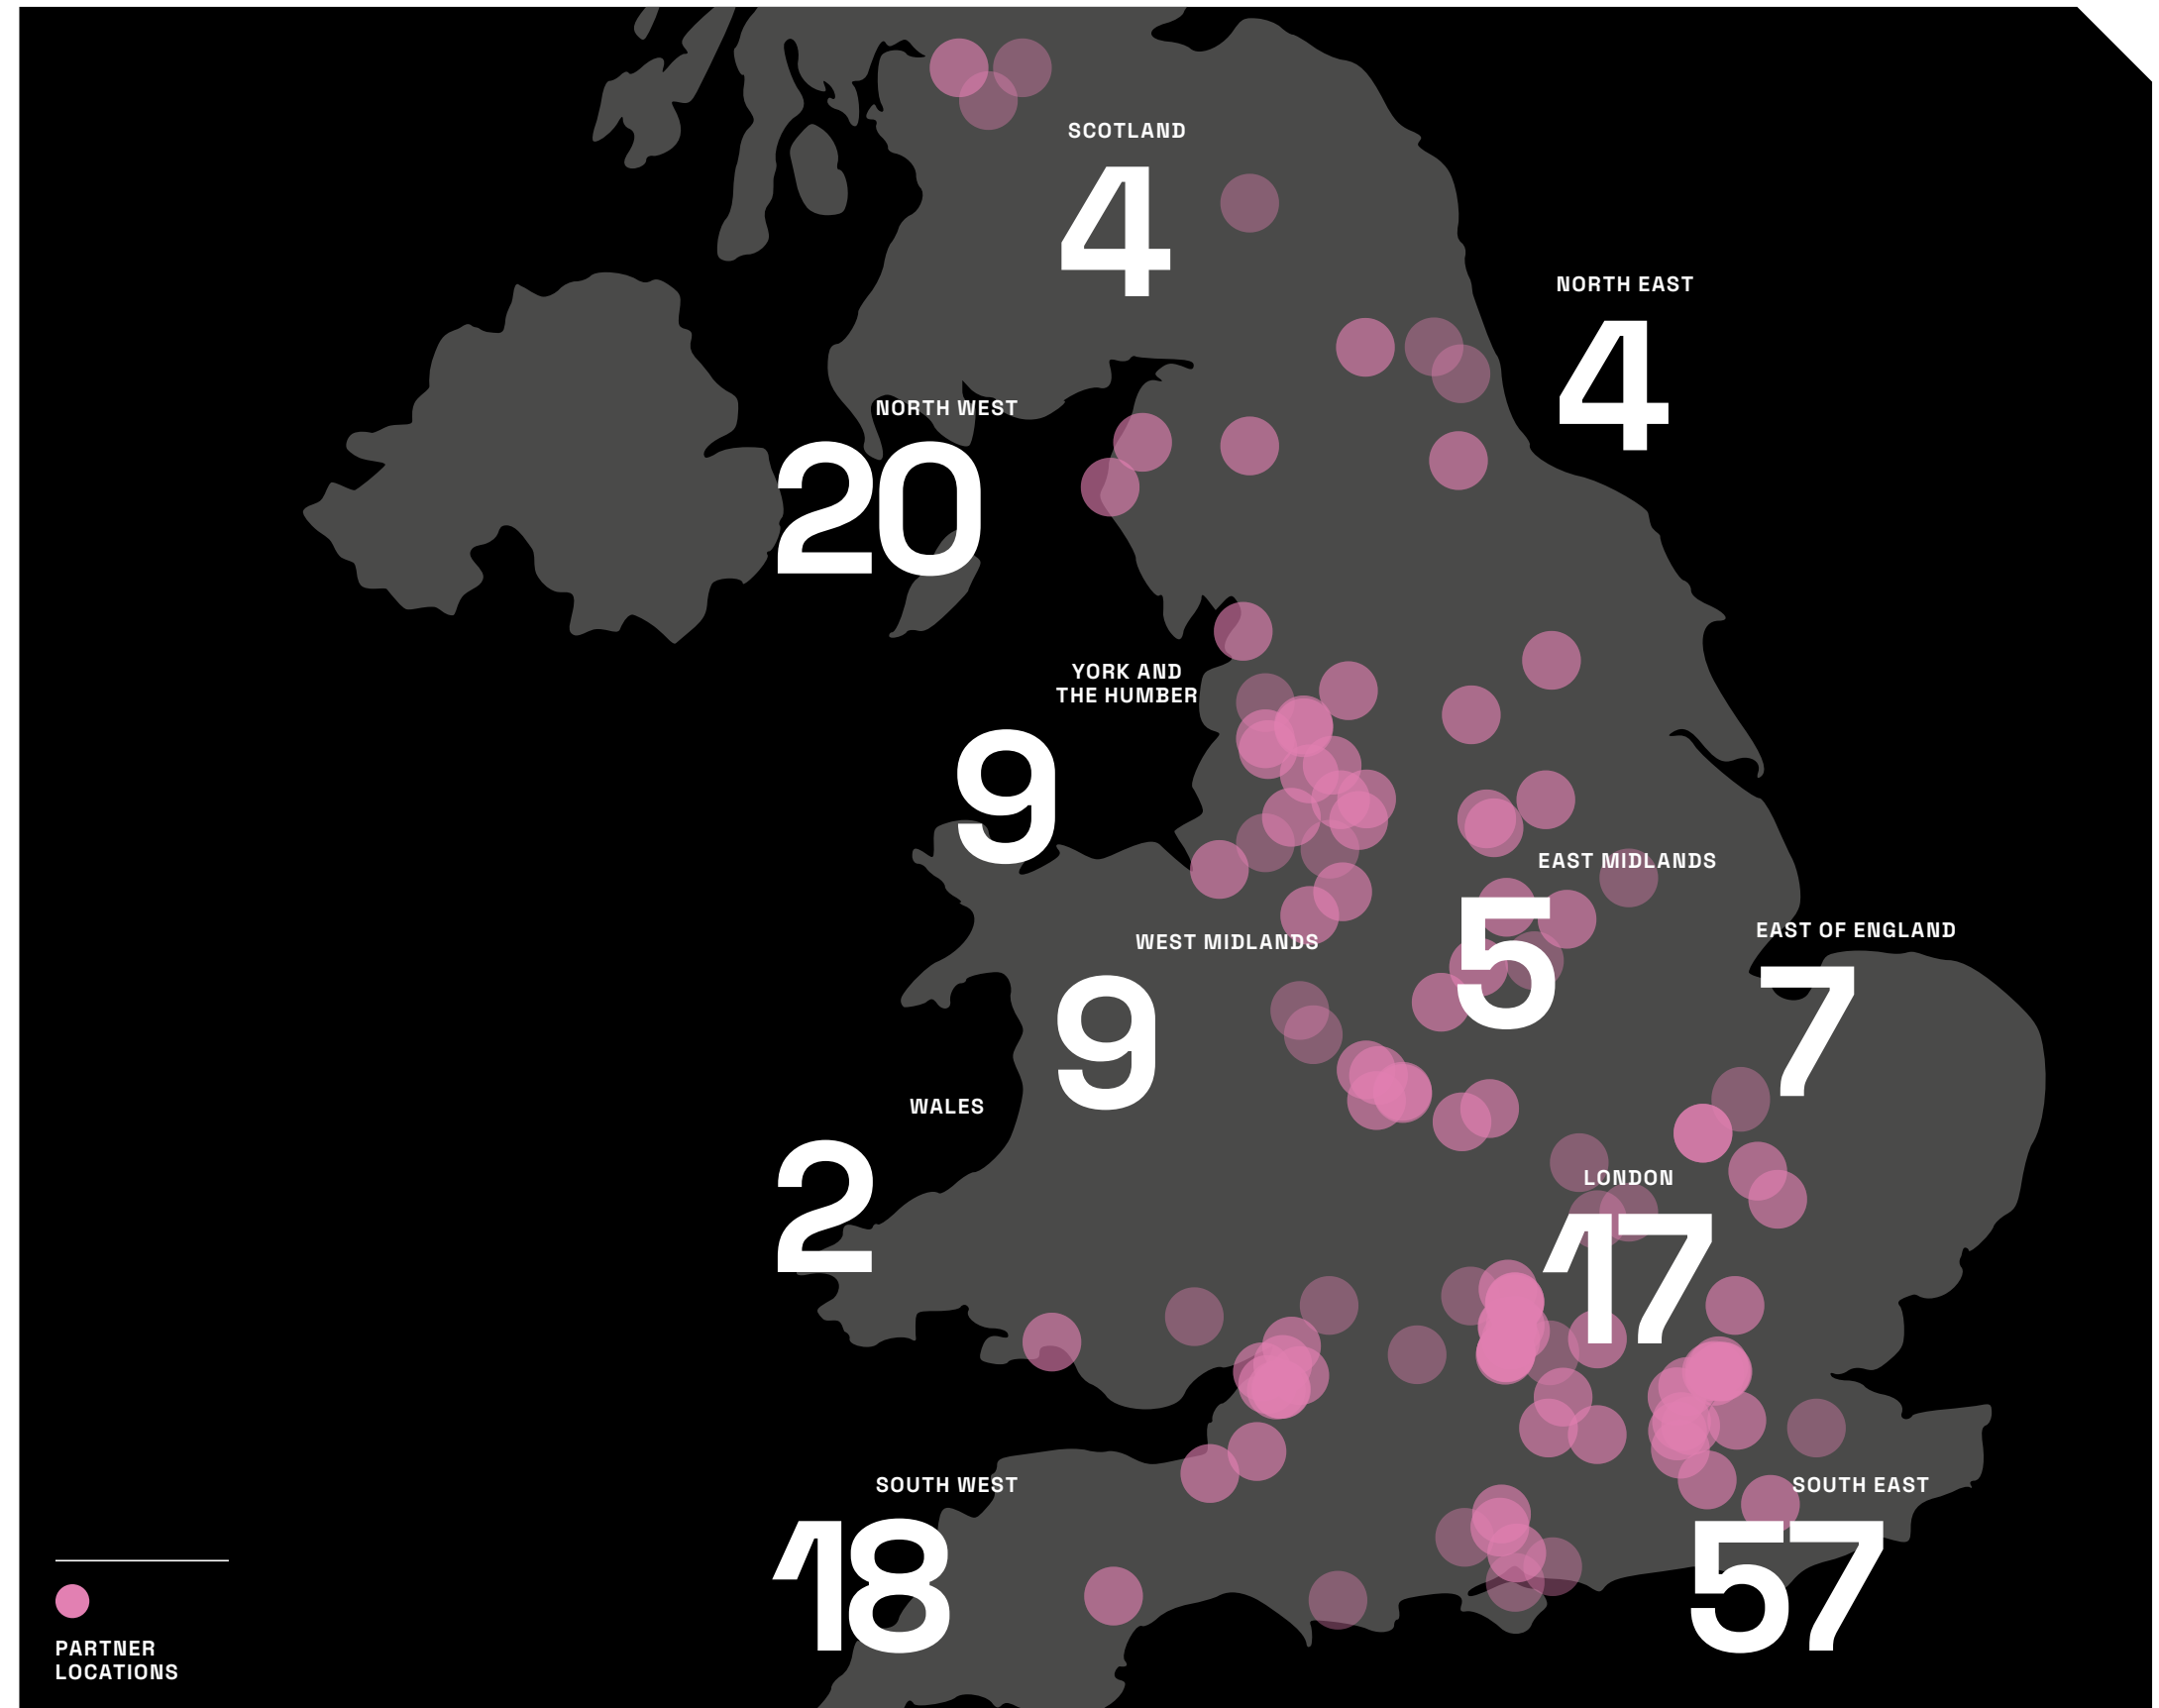 SCOTLAND
4
NORTH EAST
4
NORTH WEST
20
YORK AND
THE HUMBER
9
EAST MIDLANDS
5
EAST OF ENGLAND
7
WEST MIDLANDS
9
WALES
2
LONDON
17
SOUTH WEST
18
SOUTH EAST
57
PARTNER
LOCATIONS